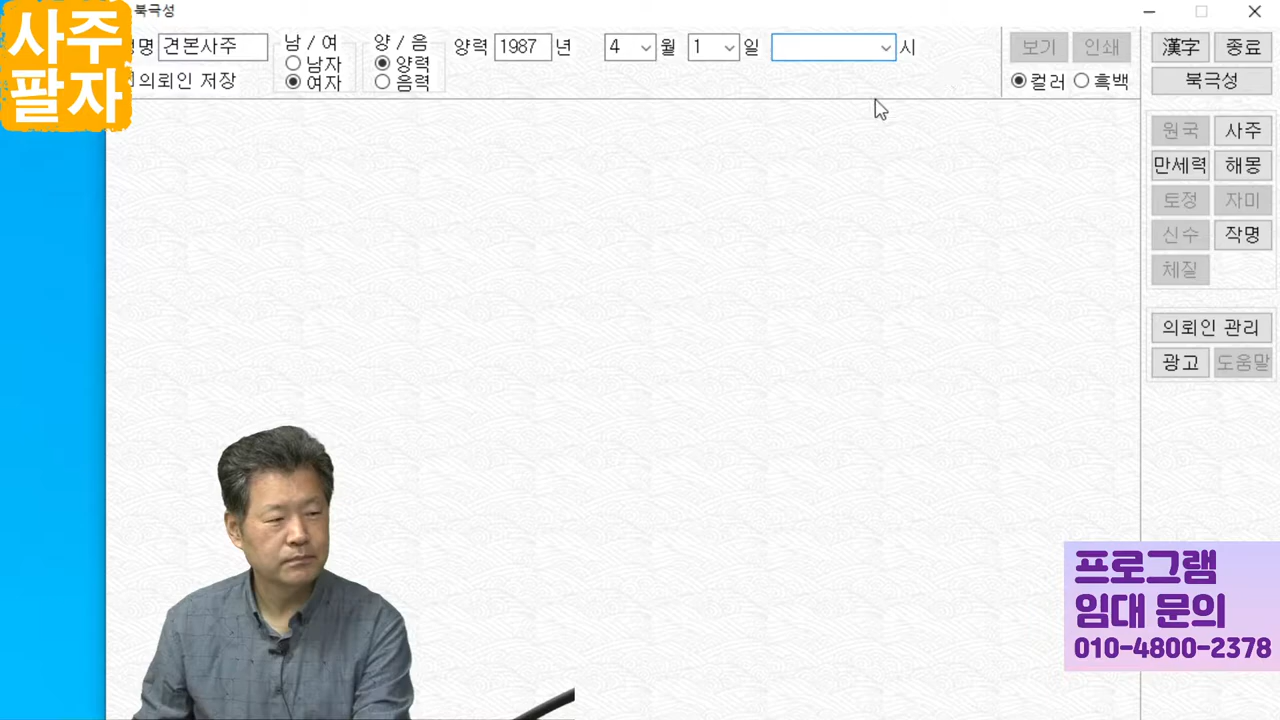 사주
팔자
북극성
명 견본사주
남 / 여
남자
여자
양 / 음
양력
음력
양력 1987 년 4 월 1 일 시
의뢰인 저장
보기 인쇄
컬러 흑백
漢字 종료
북극성
원국 사주
만세력 해몽
토정 자미
신수 작명
체질
의뢰인 관리
광고 도움말
프로그램
임대 문의
010-4800-2378